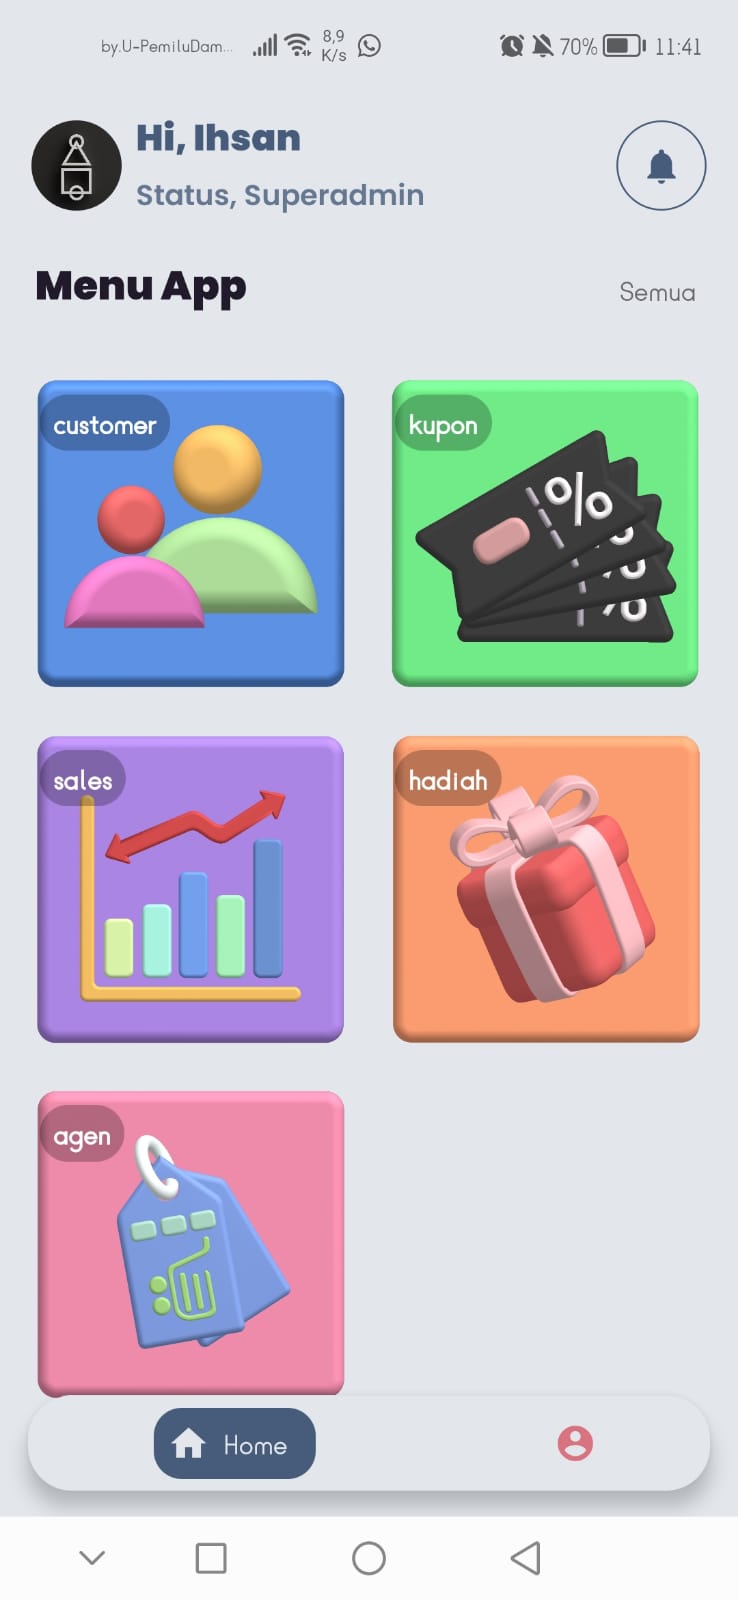 by.U-PemiluDam... 8,9 K/s 70% 11:41
Hi, Ihsan
Status, Superadmin
Menu App Semua
customer kupon
%
sales hadiah
agen
Home